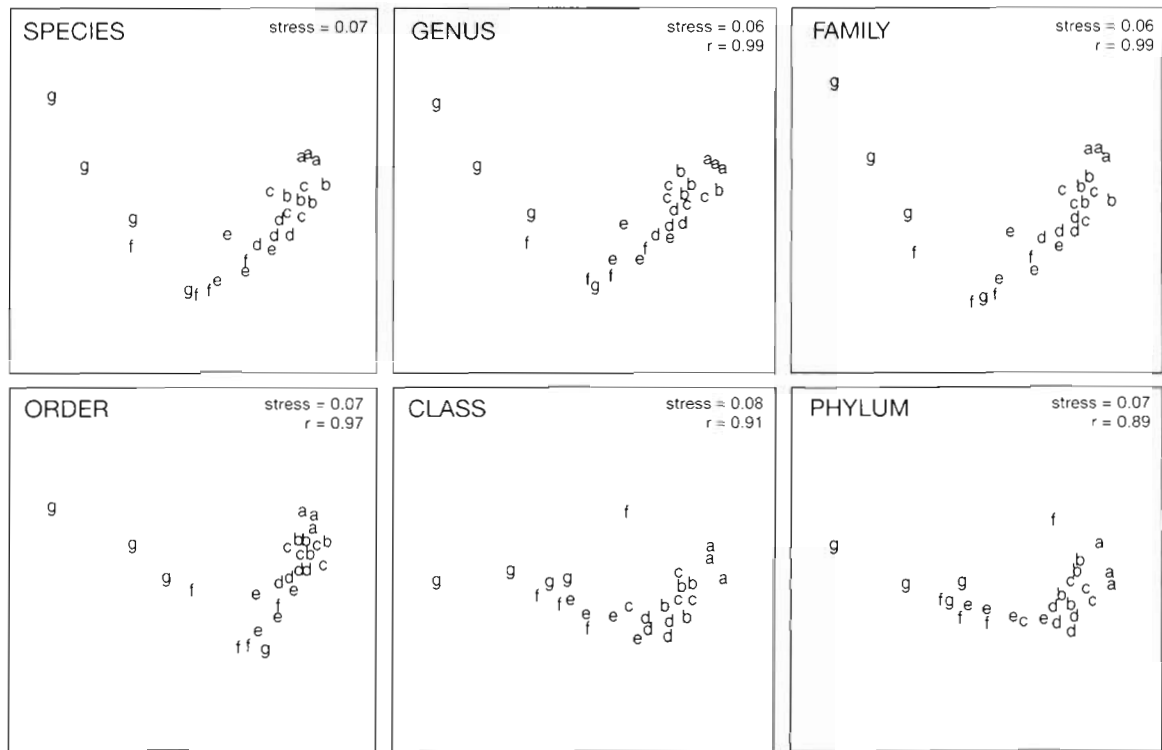 SPECIES
stress = 0.07
g
a a a
g
c b
c b b b
c c
g d
e d d
f d e
f
e
e
g f f
GENUS
stress = 0.06
r = 0.99
g
a a a
g b
c b b
c b c
c
g d
e d d
f d e
f
e e
f f
g
FAMILY
stress = 0.06
r = 0.99
g
a a a
g
b
c b c
c b b
g d c
e d d
d e
f f
e
e
f g f
ORDER
stress = 0.07
r = 0.97
g
a a
a
g b b c b
c c b
g d d c
f d d
e e
f
e
e
f f g
CLASS
stress = 0.08
r = 0.91
f
a
a
g g g g c a
f b b
f e c c
e c b
f e d d b
d
e d
PHYLUM
stress = 0.07
r = 0.89
f
g a
b
b a
g g c c a
f g b c
e e d b
f f e c e d d
d